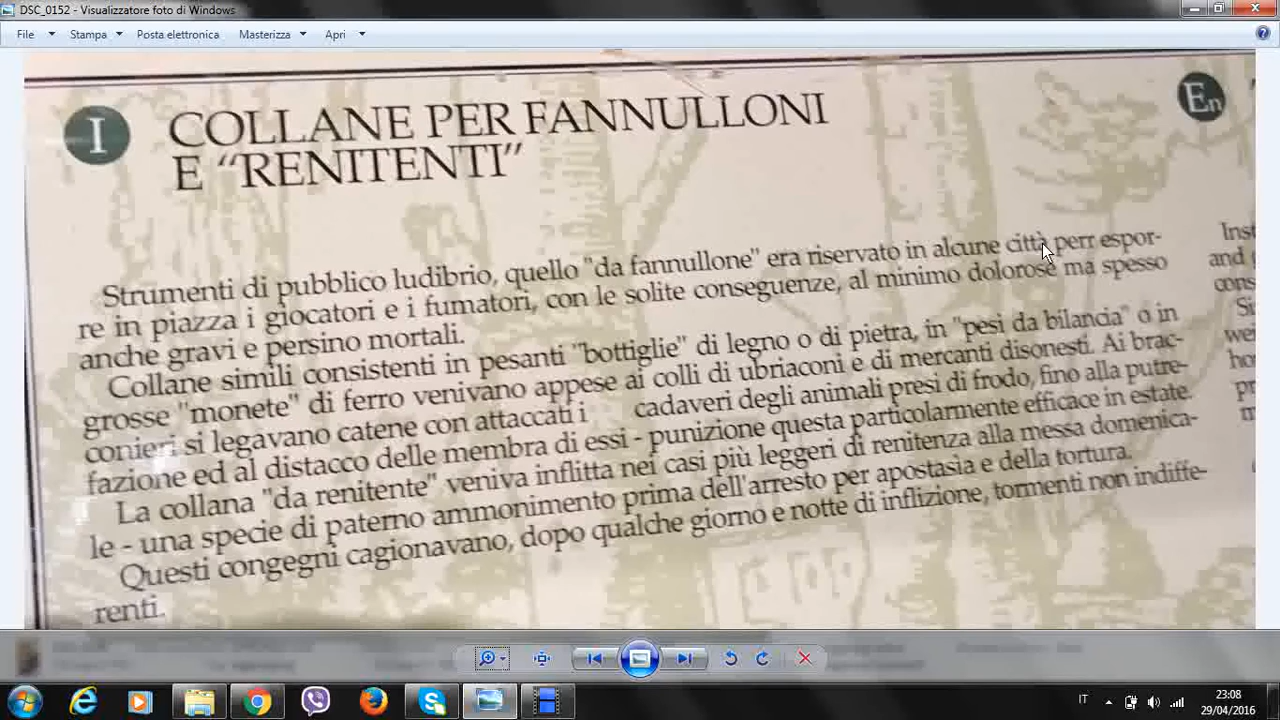 DSC_0152 - Visualizzatore foto di Windows
File Stampa Posta elettronica Masterizza Apri
I
En
COLLANE PER FANNULLONI
E "RENITENTI"
Strumenti di pubblico ludibrio, quello "da fannullone" era riservato in alcune città perr espor-
re in piazza i giocatori e i fumatori, con le solite conseguenze, al minimo dolorose ma spesso
anche gravi e persino mortali.
Collane simili consistenti in pesanti "bottiglie" di legno o di pietra, in "pesi da bilancia" o in
grosse "monete" di ferro venivano appese ai colli di ubriaconi e di mercanti disonesti. Ai brac-
conieri si legavano catene con attaccati i cadaveri degli animali presi di frodo, fino alla putre-
fazione ed al distacco delle membra di essi - punizione questa particolarmente efficace in estate.
La collana "da renitente" veniva inflitta nei casi più leggeri di renitenza alla messa domenica-
le - una specie di paterno ammonimento prima dell'arresto per apostasia e della tortura.
Questi congegni cagionavano, dopo qualche giorno e notte di inflizione, tormenti non indiffe-
renti.
Inst
and
cons
Si
wei
ho
pr
m
IT
23:08
29/04/2016